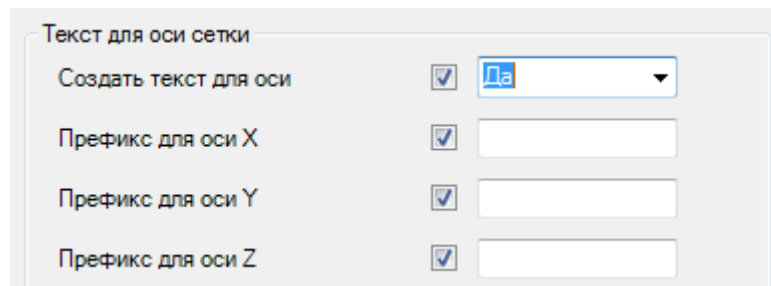 Текст для оси сетки
Создать текст для оси Да
Префикс для оси X
Префикс для оси Y
Префикс для оси Z